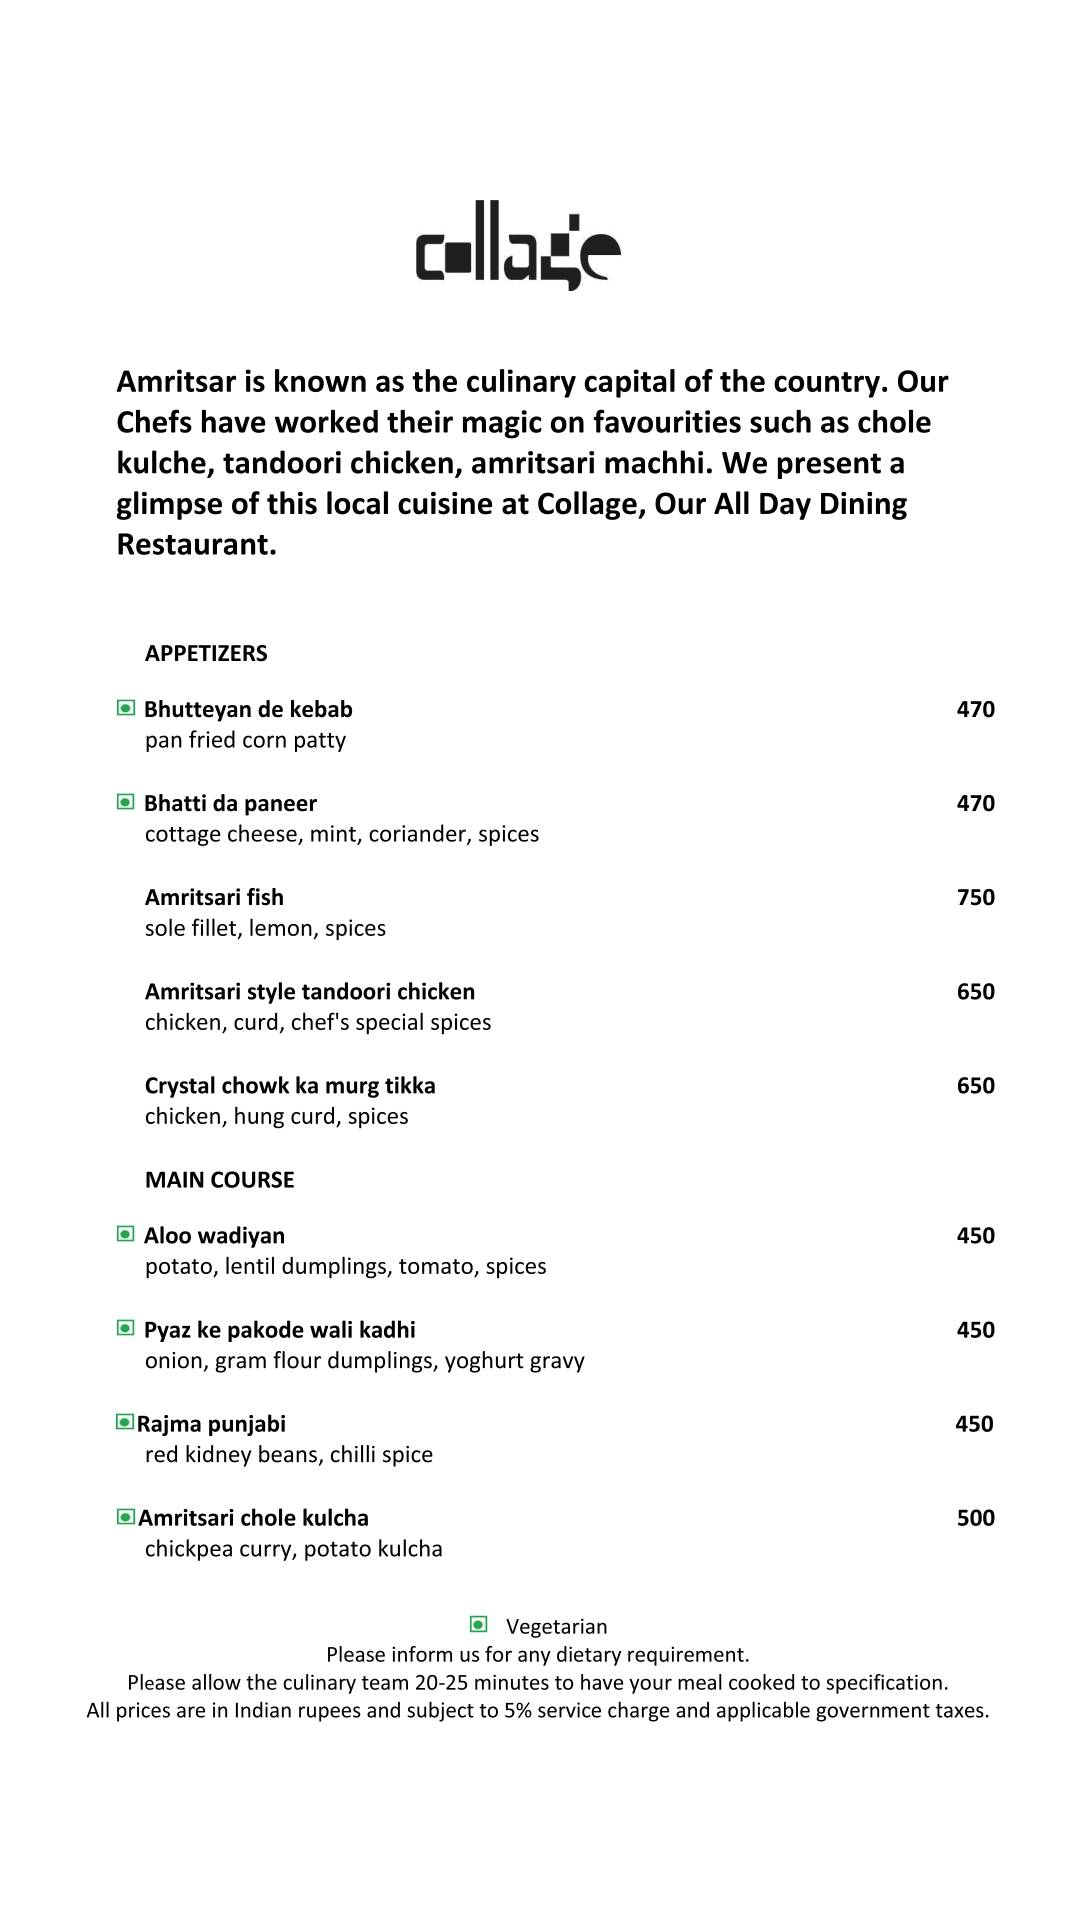 collage
Amritsar is known as the culinary capital of the country. Our
Chefs have worked their magic on favourities such as chole
kulche, tandoori chicken, amritsari machhi. We present a
glimpse of this local cuisine at Collage, Our All Day Dining
Restaurant.
APPETIZERS
Bhutteyan de kebab 470
pan fried corn patty
Bhatti da paneer 470
cottage cheese, mint, coriander, spices
Amritsari fish 750
sole fillet, lemon, spices
Amritsari style tandoori chicken 650
chicken, curd, chef's special spices
Crystal chowk ka murg tikka 650
chicken, hung curd, spices
MAIN COURSE
Aloo wadiyan 450
potato, lentil dumplings, tomato, spices
Pyaz ke pakode wali kadhi 450
onion, gram flour dumplings, yoghurt gravy
Rajma punjabi 450
red kidney beans, chilli spice
Amritsari chole kulcha 500
chickpea curry, potato kulcha
Vegetarian
Please inform us for any dietary requirement.
Please allow the culinary team 20-25 minutes to have your meal cooked to specification.
All prices are in Indian rupees and subject to 5% service charge and applicable government taxes.